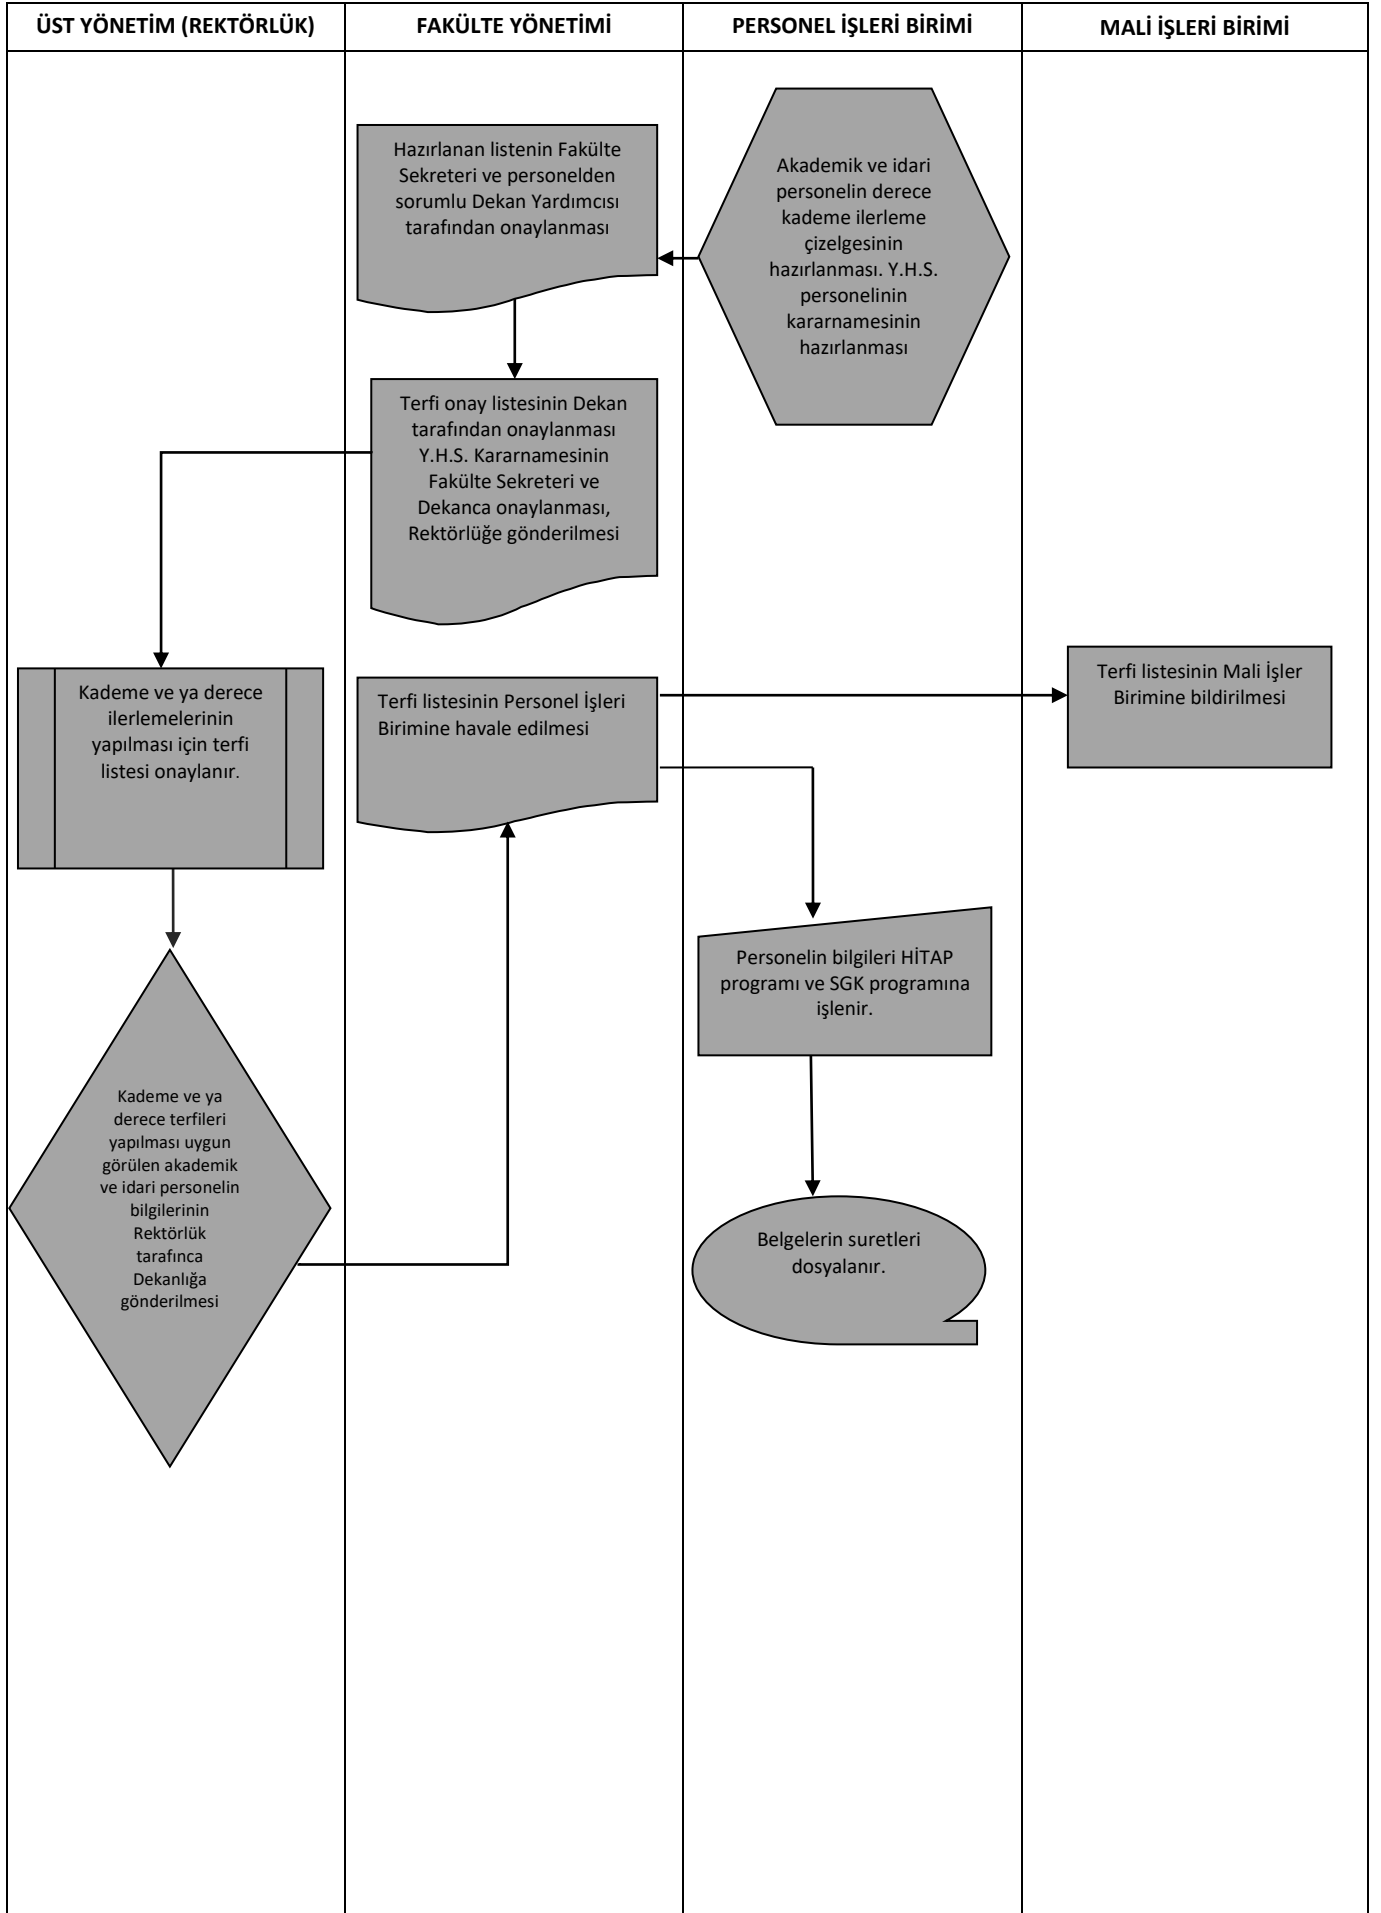 ÜST YÖNETİM (REKTÖRLÜK)
FAKÜLTE YÖNETİMİ
PERSONEL İŞLERİ BİRİMİ
MALİ İŞLERİ BİRİMİ
Akademik ve idari
personelin derece
kademe ilerleme
çizelgesinin
hazırlanması. Y.H.S.
personelinin
kararnamesinin
hazırlanması
Hazırlanan listenin Fakülte
Sekreteri ve personelden
sorumlu Dekan Yardımcısı
tarafından onaylanması
Terfi onay listesinin Dekan
tarafından onaylanması
Y.H.S. Kararnamesinin
Fakülte Sekreteri ve
Dekanca onaylanması,
Rektörlüğe gönderilmesi
Kademe ve ya derece
ilerlemelerinin
yapılması için terfi
listesi onaylanır.
Kademe ve ya
derece terfileri
yapılması uygun
görülen akademik
ve idari personelin
bilgilerinin
Rektörlük
tarafınca
Dekanlığa
gönderilmesi
Terfi listesinin Personel İşleri
Birimine havale edilmesi
Terfi listesinin Mali İşler
Birimine bildirilmesi
Personelin bilgileri HİTAP
programı ve SGK programına
işlenir.
Belgelerin suretleri
dosyalanır.